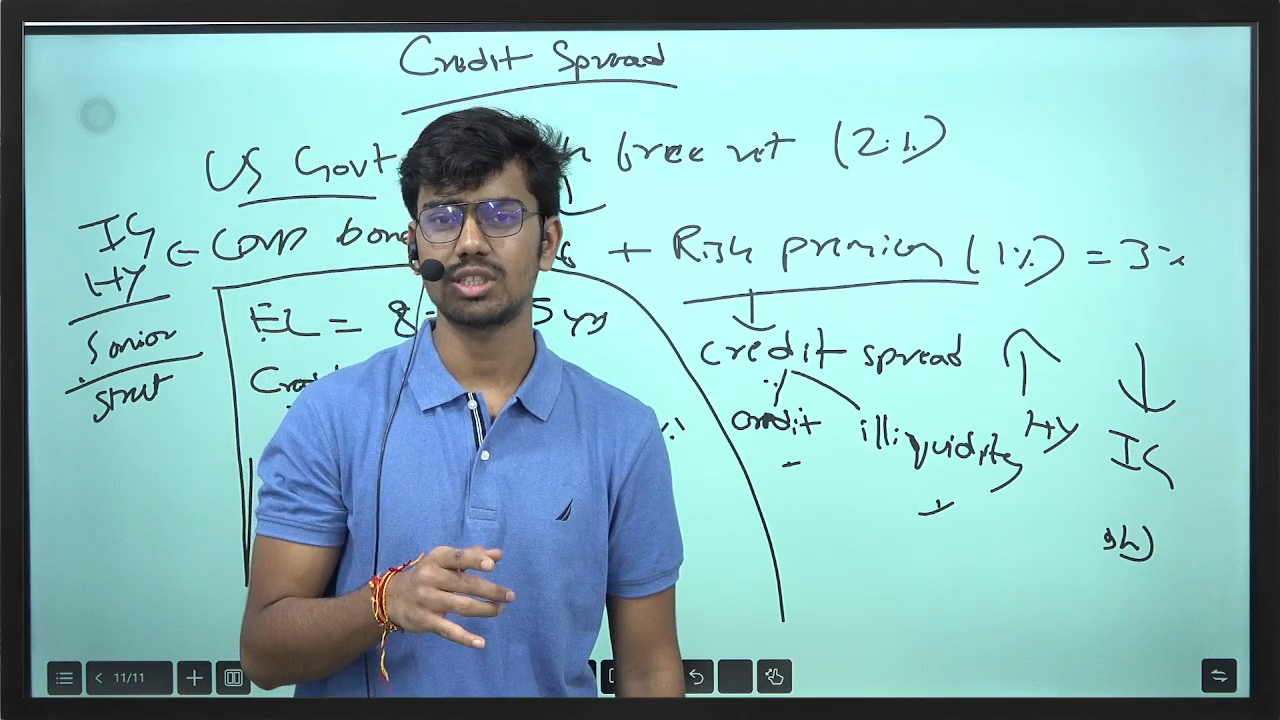 Credit Spread
US Govt free ret (2%)
IG
HY
Corp bond + Risk premium (1%) = 3%
Senior
struct
EL = 8 5 yrs
credit spread
credit illiquidity HY IG
11/11